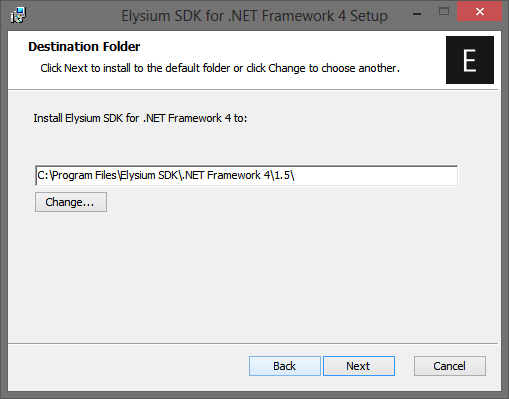 Elysium SDK for .NET Framework 4 Setup
Destination Folder
Click Next to install to the default folder or click Change to choose another.
E
Install Elysium SDK for .NET Framework 4 to:
C:\Program Files\Elysium SDK\.NET Framework 4\1.5\
Change...
Back
Next
Cancel